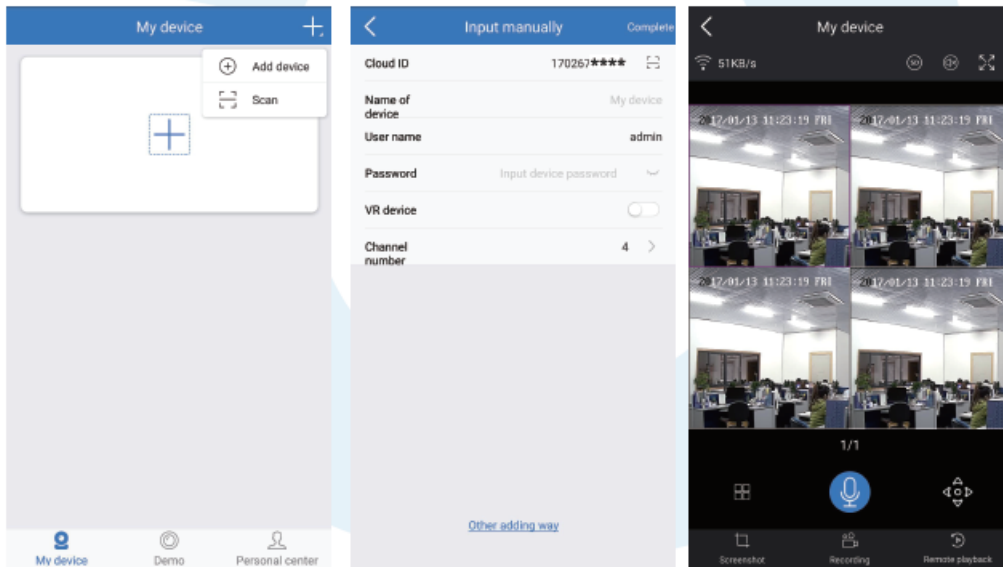 My device
Add device
Scan
My device
Demo
Personal center
Input manually
Complete
Cloud ID
170267****
Name of
device
My device
User name
admin
Password
Input device password
VR device
Channel
number
4
Other adding way
My device
51KB/s
SD
2017/01/13 11:23:19 FRI
2017/01/13 11:23:19 FRI
2017/01/13 11:23:19 FRI
2017/01/13 11:23:19 FRI
1/1
Screenshot
Recording
Remote playback